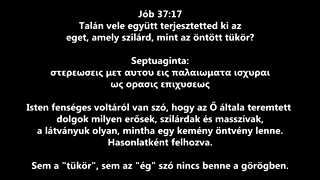 Jób 37:17
Talán vele együtt terjesztetted ki az
eget, amely szilárd, mint az öntött tükör?
Septuaginta:
στερεωσεις μετ αυτου εις παλαιωματα ισχυραι
ως ορασις επιχυσεως
Isten fenséges voltáról van szó, hogy az Ő általa teremtett
dolgok milyen erősek, szilárdak és masszívak,
a látványuk olyan, mintha egy kemény öntvény lenne.
Hasonlatként felhozva.
Sem a "tükör", sem az "ég" szó nincs benne a görögben.